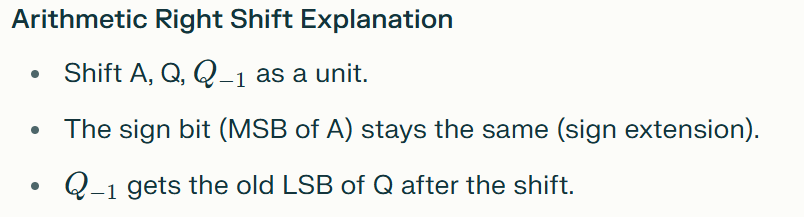 Arithmetic Right Shift Explanation
• Shift A, Q, Q₋₁ as a unit.
• The sign bit (MSB of A) stays the same (sign extension).
• Q₋₁ gets the old LSB of Q after the shift.